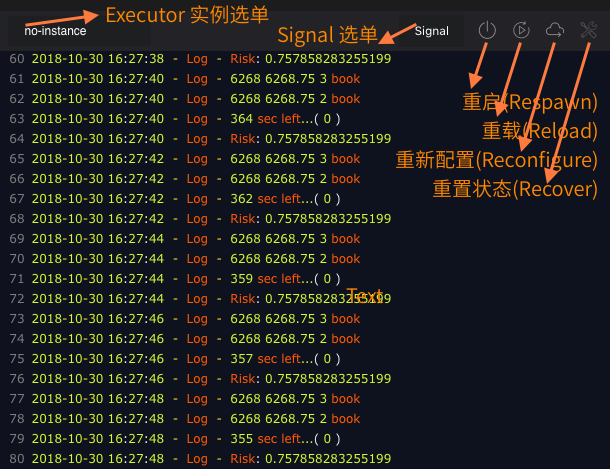 Executor 实例选单
no-instance
Signal 选单
Signal
重启(Respawn)
重载(Reload)
重新配置(Reconfigure)
重置状态(Recover)
60 2018-10-30 16:27:38 - Log - Risk: 0.757858283255199
61 2018-10-30 16:27:40 - Log - 6268 6268.75 3 book
62 2018-10-30 16:27:40 - Log - 6268 6268.75 2 book
63 2018-10-30 16:27:40 - Log - 364 sec left...( 0 )
64 2018-10-30 16:27:40 - Log - Risk: 0.757858283255199
65 2018-10-30 16:27:42 - Log - 6268 6268.75 3 book
66 2018-10-30 16:27:42 - Log - 6268 6268.75 2 book
67 2018-10-30 16:27:42 - Log - 362 sec left...( 0 )
68 2018-10-30 16:27:42 - Log - Risk: 0.757858283255199
69 2018-10-30 16:27:44 - Log - 6268 6268.75 3 book
70 2018-10-30 16:27:44 - Log - 6268 6268.75 2 book
71 2018-10-30 16:27:44 - Log - 359 sec left...( 0 )
Text
72 2018-10-30 16:27:44 - Log - Risk: 0.757858283255199
73 2018-10-30 16:27:46 - Log - 6268 6268.75 3 book
74 2018-10-30 16:27:46 - Log - 6268 6268.75 2 book
75 2018-10-30 16:27:46 - Log - 357 sec left...( 0 )
76 2018-10-30 16:27:46 - Log - Risk: 0.757858283255199
77 2018-10-30 16:27:48 - Log - 6268 6268.75 3 book
78 2018-10-30 16:27:48 - Log - 6268 6268.75 2 book
79 2018-10-30 16:27:48 - Log - 355 sec left...( 0 )
80 2018-10-30 16:27:48 - Log - Risk: 0.757858283255199